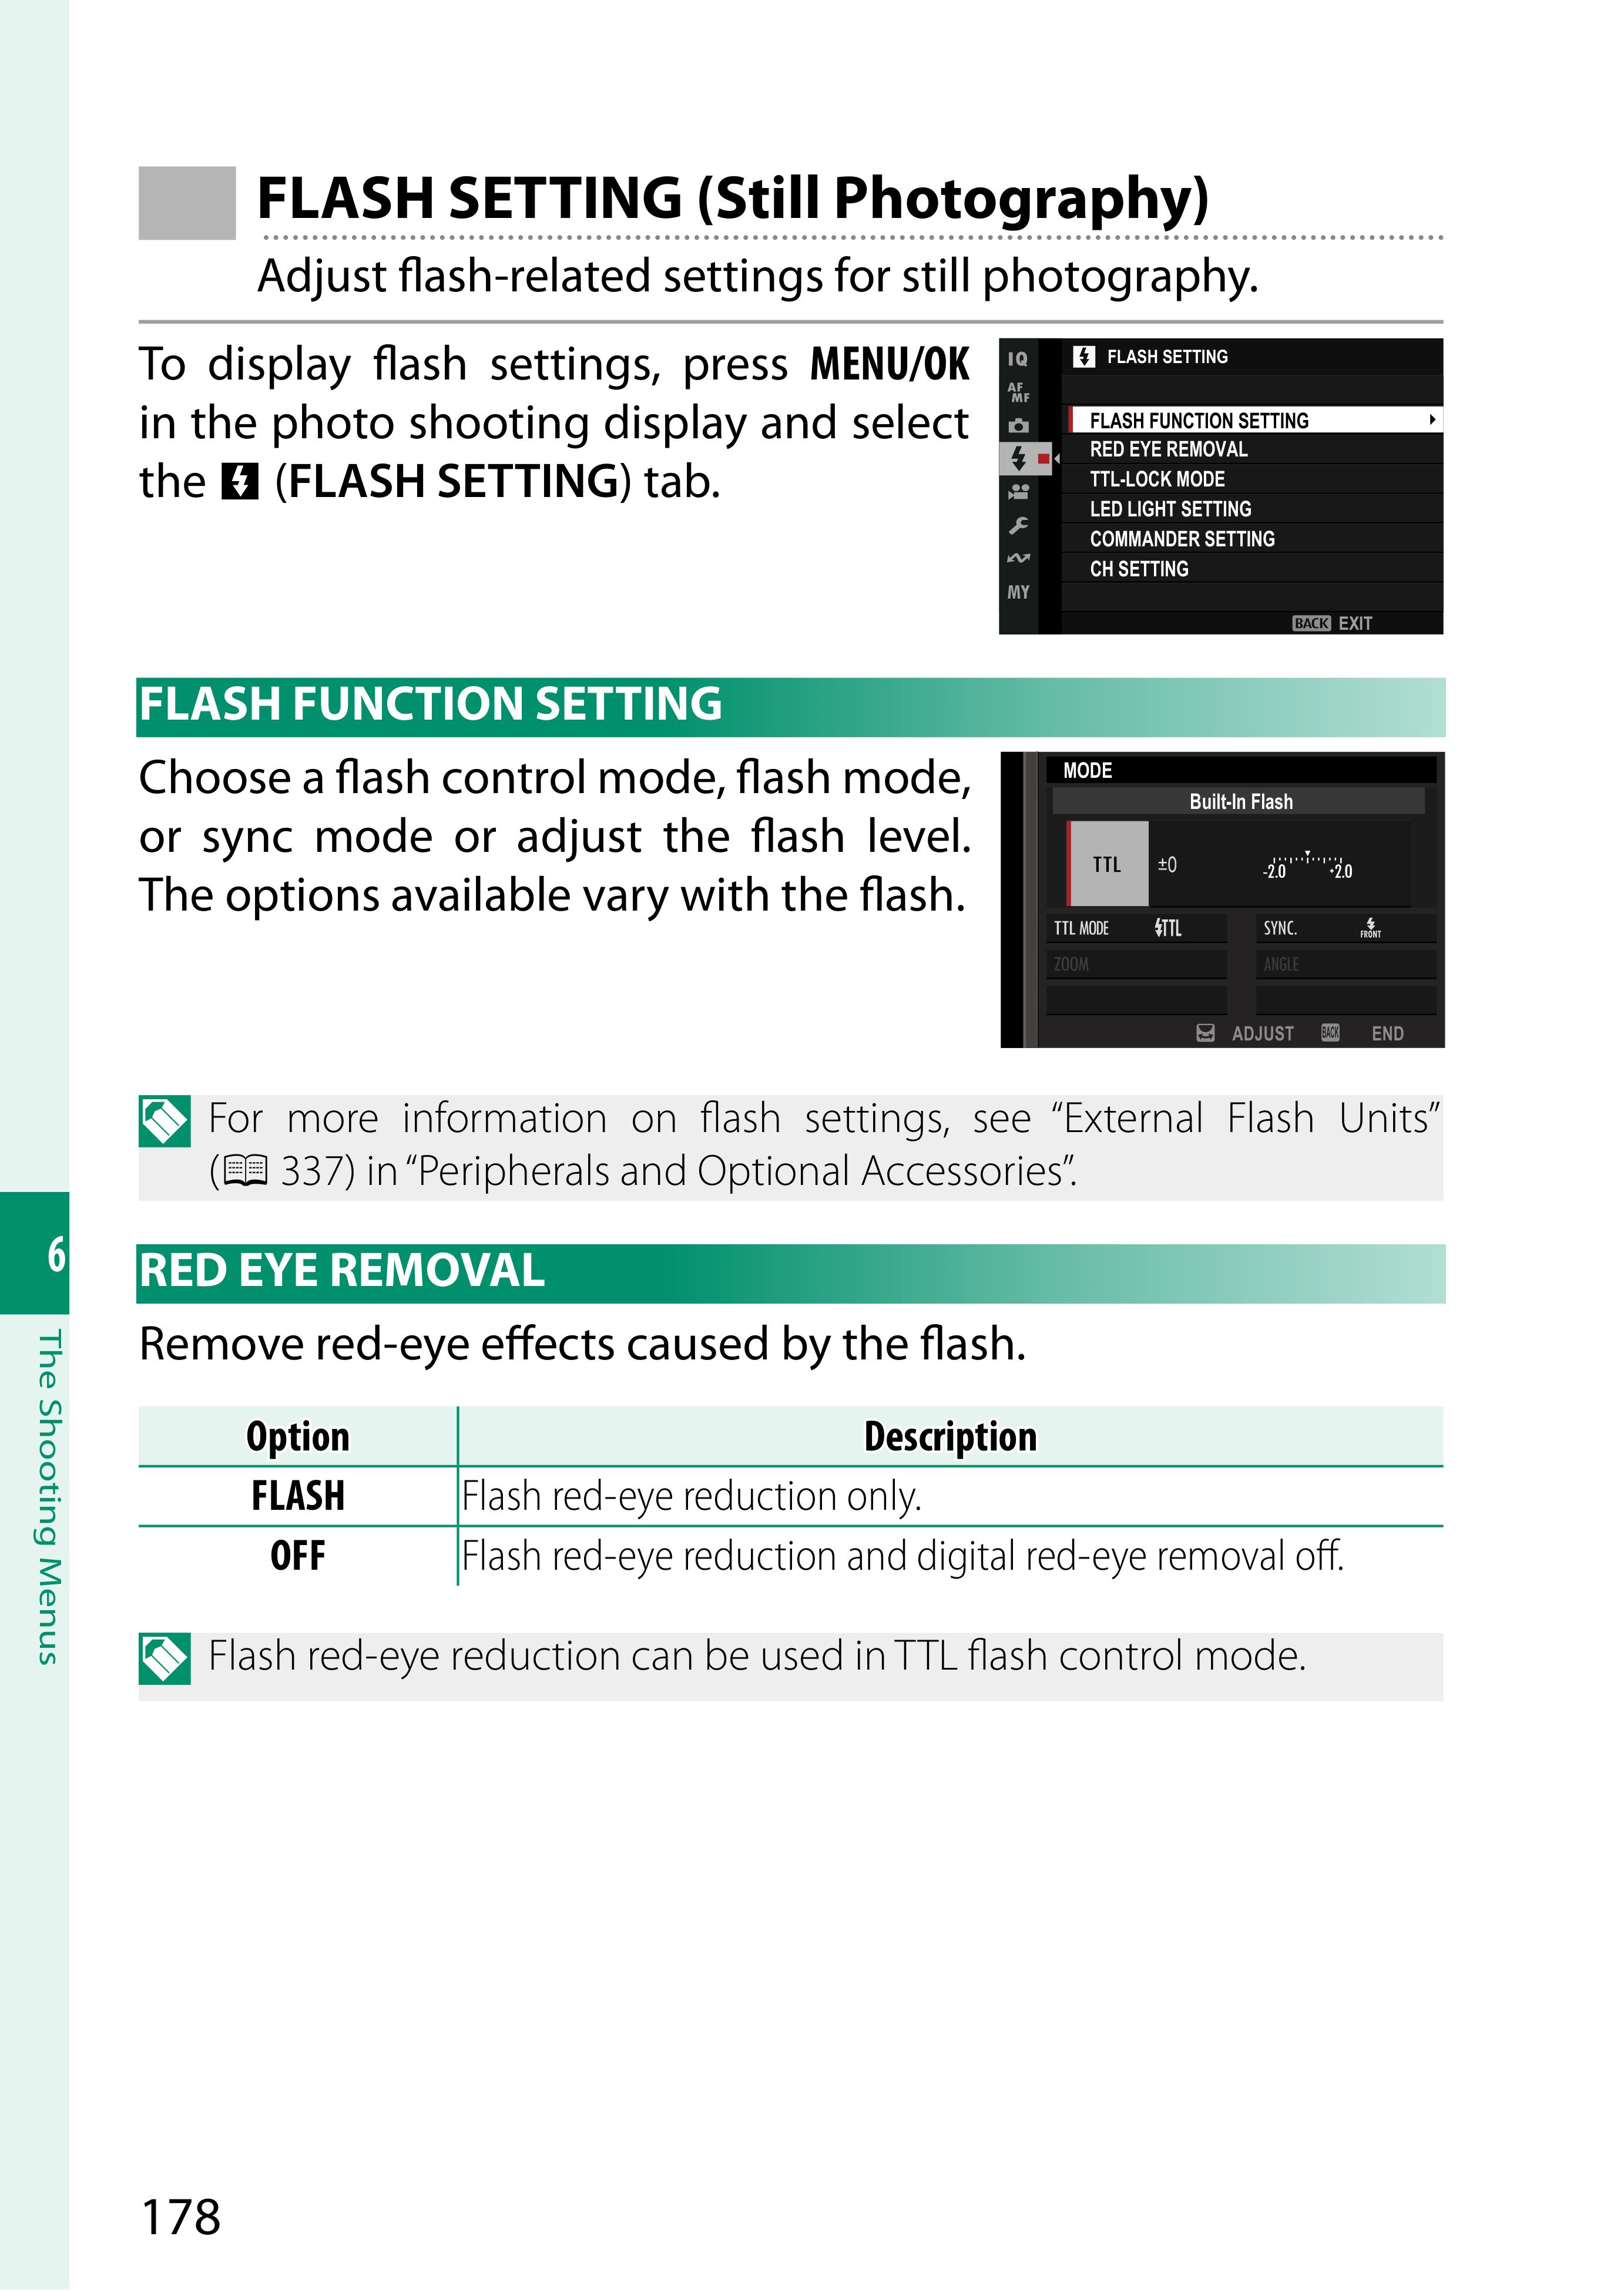 FLASH SETTING (Still Photography)
Adjust flash-related settings for still photography.
To display flash settings, press MENU/OK
in the photo shooting display and select
the (FLASH SETTING) tab.
IQ
AF
MF
MY
FLASH SETTING
FLASH FUNCTION SETTING
RED EYE REMOVAL
TTL-LOCK MODE
LED LIGHT SETTING
COMMANDER SETTING
CH SETTING
BACK EXIT
FLASH FUNCTION SETTING
Choose a flash control mode, flash mode,
or sync mode or adjust the flash level.
The options available vary with the flash.
MODE
Built-In Flash
TTL ±0 -2.0 +2.0
TTL MODE TTL SYNC. FRONT
ZOOM ANGLE
ADJUST BACK END
For more information on flash settings, see “External Flash Units”
(337) in “Peripherals and Optional Accessories”.
6
The Shooting Menus
RED EYE REMOVAL
Remove red-eye effects caused by the flash.
Option Description
FLASH Flash red-eye reduction only.
OFF Flash red-eye reduction and digital red-eye removal off.
Flash red-eye reduction can be used in TTL flash control mode.
178